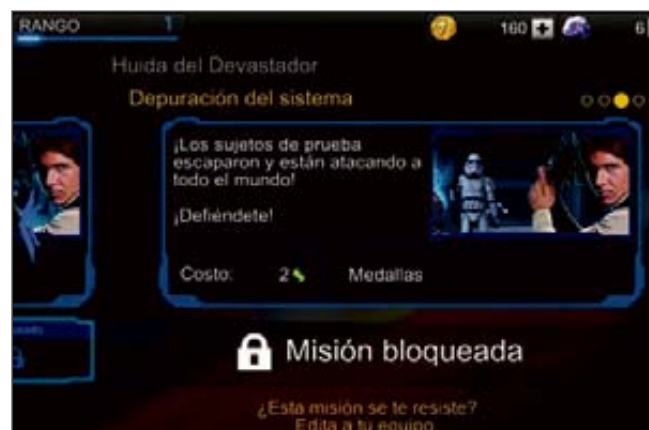 RANGO 1 160 6
Huida del Devastador
Depuración del sistema
¡Los sujetos de prueba
escaparon y están atacando a
todo el mundo!
¡Defiéndete!
Costo: 2 Medallas
Misión bloqueada
¿Esta misión se te resiste?
Edita a tu equipo